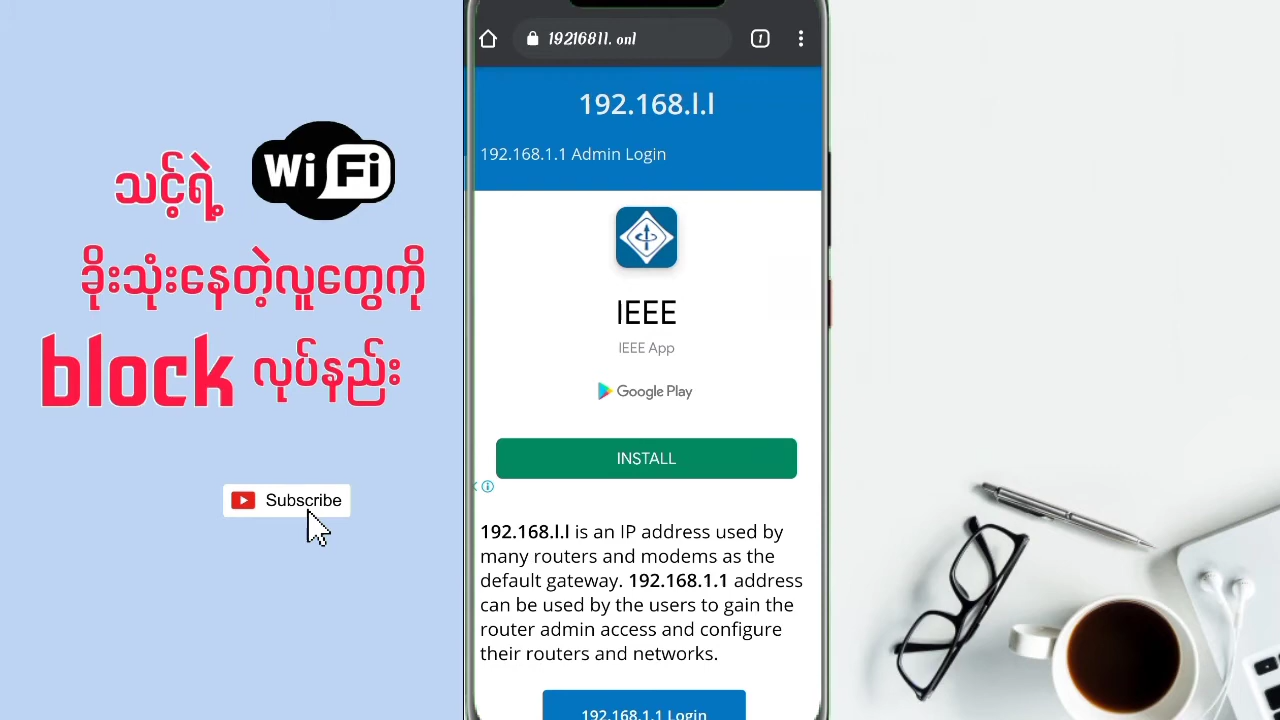 သင့်ရဲ့ WiFi
ခိုးသုံးနေတဲ့လူတွေကို
block လုပ်နည်း
Subscribe
1
19216811.onl
192.168.l.l
192.168.1.1 Admin Login
IEEE
IEEE App
Google Play
INSTALL
192.168.l.l is an IP address used by
many routers and modems as the
default gateway. 192.168.1.1 address
can be used by the users to gain the
router admin access and configure
their routers and networks.
192.168.1.1 Login